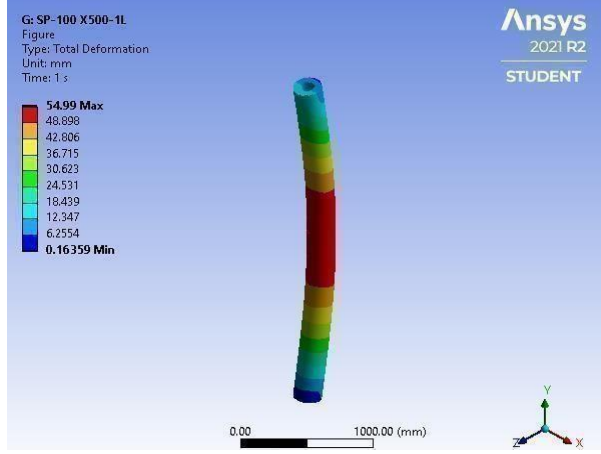 G: SP-100 X500-1L
Figure
Type: Total Deformation
Unit: mm
Time: 1 s
54.99 Max
48.898
42.806
36.715
30.623
24.531
18.439
12.347
6.2554
0.16359 Min
Ansys
2021 R2
STUDENT
0.00
1000.00 (mm)
Y
Z
X